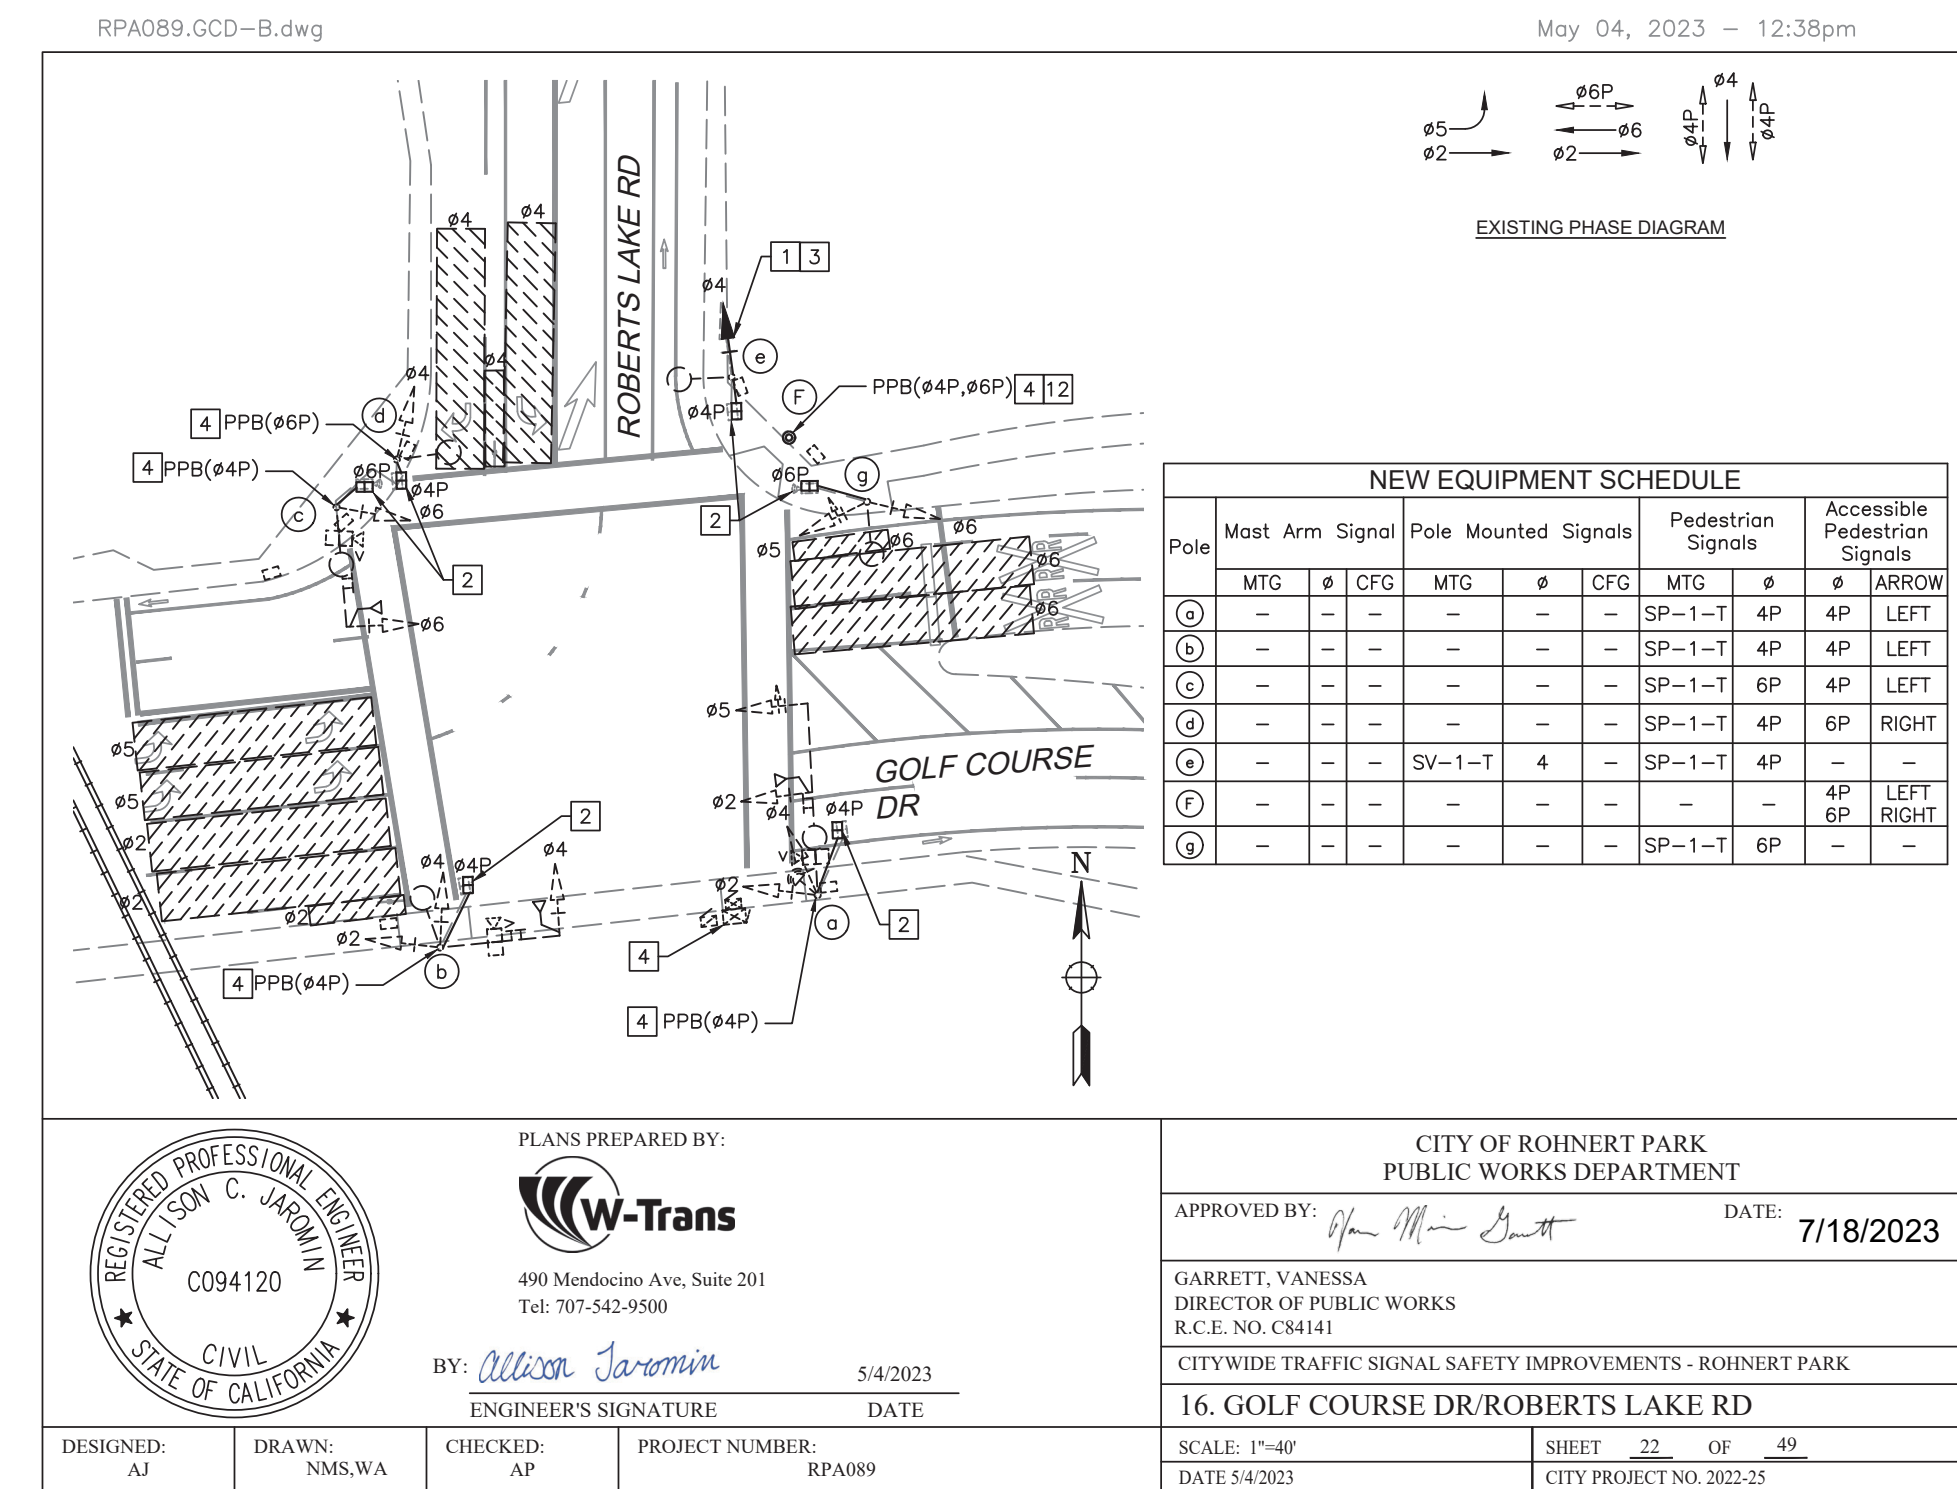 RPA089.GCD-B.dwg
May 04, 2023 - 12:38pm
ø5
ø2
ø6P
ø6
ø2
ø4P
ø4
ø4P
EXISTING PHASE DIAGRAM
ROBERTS LAKE RD
ø4
ø4
ø4
ø4
1 3
ø4
e
F
PPB(ø4P,ø6P) 4 12
ø4P
d
4 PPB(ø6P)
4 PPB(ø4P)
ø6P
ø4P
ø6
c
2
ø6
ø6P
g
2
ø5
ø6
ø6
ø6
ø6
RR
RR
ø5
ø5
ø2
ø2
ø2
ø5
ø2
GOLF COURSE
DR
ø4
ø4P
2
ø4
ø4P
ø4
ø2
b
4 PPB(ø4P)
ø2
a
2
4
4 PPB(ø4P)
N
NEW EQUIPMENT SCHEDULE
Pole Mast Arm Signal Pole Mounted Signals Pedestrian Signals Accessible Pedestrian Signals
MTG ø CFG MTG ø CFG MTG ø ø ARROW
a - - - - - - SP-1-T 4P 4P LEFT
b - - - - - - SP-1-T 4P 4P LEFT
c - - - - - - SP-1-T 6P 4P LEFT
d - - - - - - SP-1-T 4P 6P RIGHT
e - - - SV-1-T 4 - SP-1-T 4P - -
F - - - - - - - - 4P LEFT
6P RIGHT
g - - - - - - SP-1-T 6P - -
REGISTERED PROFESSIONAL ENGINEER
ALLISON C. JAROMIN
C094120
CIVIL
STATE OF CALIFORNIA
PLANS PREPARED BY:
W-Trans
490 Mendocino Ave, Suite 201
Tel: 707-542-9500
BY: Allison Jaromin 5/4/2023
ENGINEER'S SIGNATURE DATE
DESIGNED:
AJ
DRAWN:
NMS,WA
CHECKED:
AP
PROJECT NUMBER:
RPA089
CITY OF ROHNERT PARK
PUBLIC WORKS DEPARTMENT
APPROVED BY: DATE: 7/18/2023
GARRETT, VANESSA
DIRECTOR OF PUBLIC WORKS
R.C.E. NO. C84141
CITYWIDE TRAFFIC SIGNAL SAFETY IMPROVEMENTS - ROHNERT PARK
16. GOLF COURSE DR/ROBERTS LAKE RD
SCALE: 1"=40'
SHEET 22 OF 49
DATE 5/4/2023
CITY PROJECT NO. 2022-25